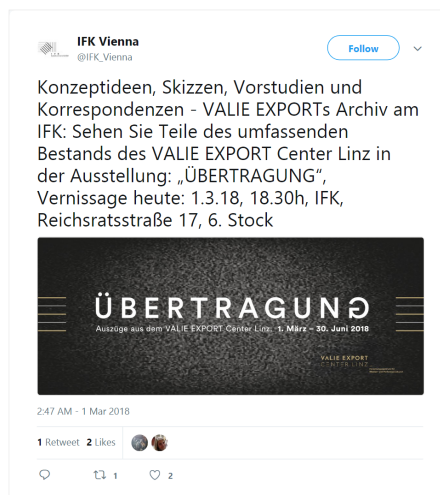 IFK Vienna
@IFK_Vienna
Follow
Konzeptideen, Skizzen, Vorstudien und
Korrespondenzen - VALIE EXPORTs Archiv am
IFK: Sehen Sie Teile des umfassenden
Bestands des VALIE EXPORT Center Linz in
der Ausstellung: „ÜBERTRAGUNG“,
Vernissage heute: 1.3.18, 18.30h, IFK,
Reichsratsstraße 17, 6. Stock
ÜBERTRAGUNG
Auszüge aus dem VALIE EXPORT Center Linz, 1. März – 30. Juni 2018
VALIE EXPORT
CENTER LINZ
2:47 AM - 1 Mar 2018
1 Retweet 2 Likes
1 2